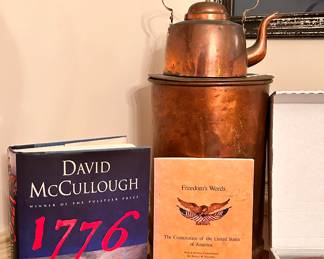 DAVID
McCULLOUGH
WINNER OF THE PULITZER PRIZE
1776
Freedom's Words
The Constitution of the United States
of America